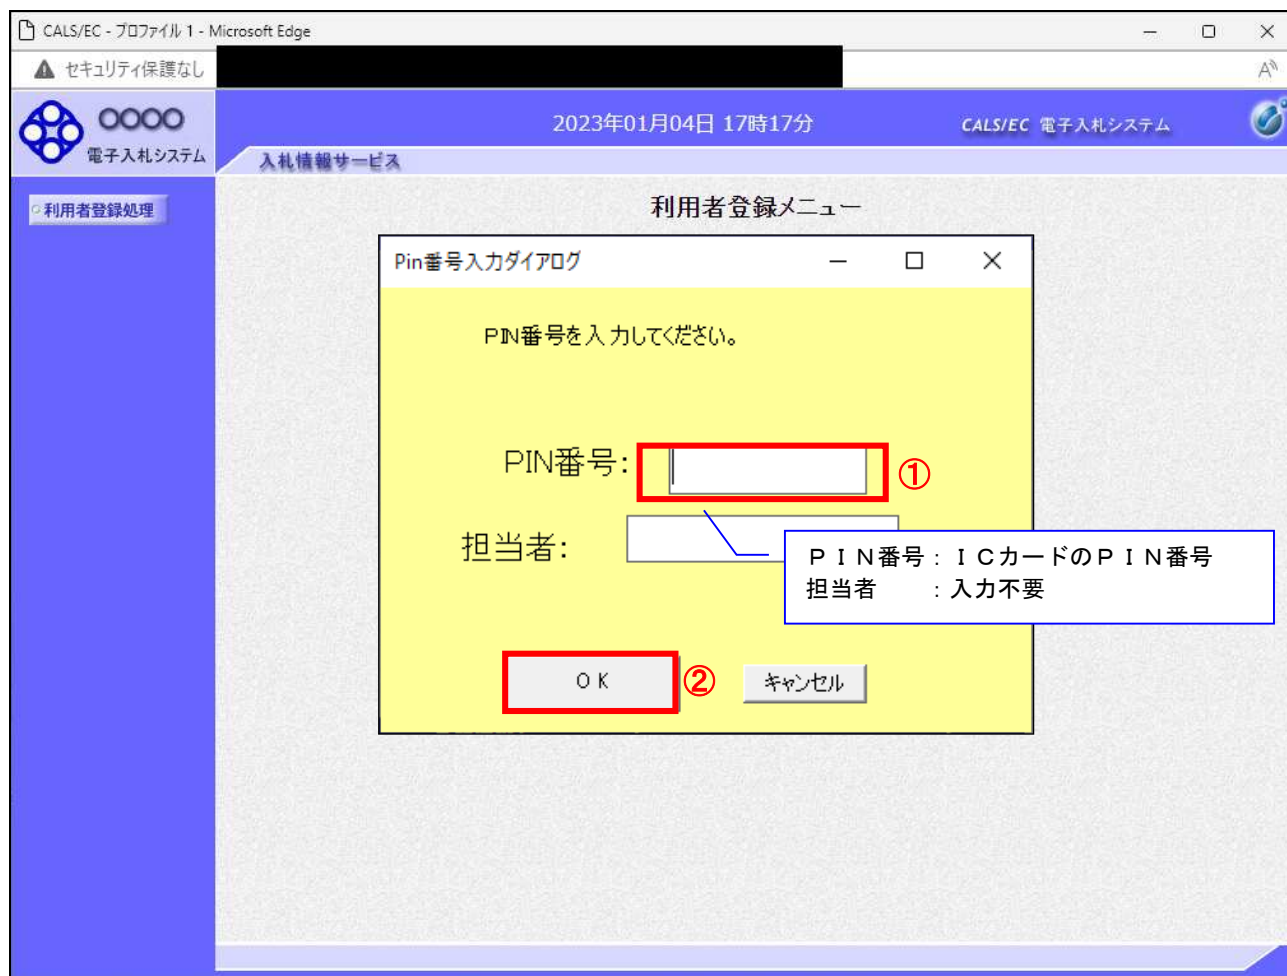 CALS/EC - プロファイル 1 - Microsoft Edge
セキュリティ保護なし
A
OOOO
電子入札システム
2023年01月04日 17時17分
CALS/EC 電子入札システム
入札情報サービス
利用者登録処理
利用者登録メニュー
Pin番号入力ダイアログ
PIN番号を入力してください。
PIN番号:
①
担当者:
ＰＩＮ番号：ＩＣカードのＰＩＮ番号
担当者　　：入力不要
ＯＫ
②
キャンセル